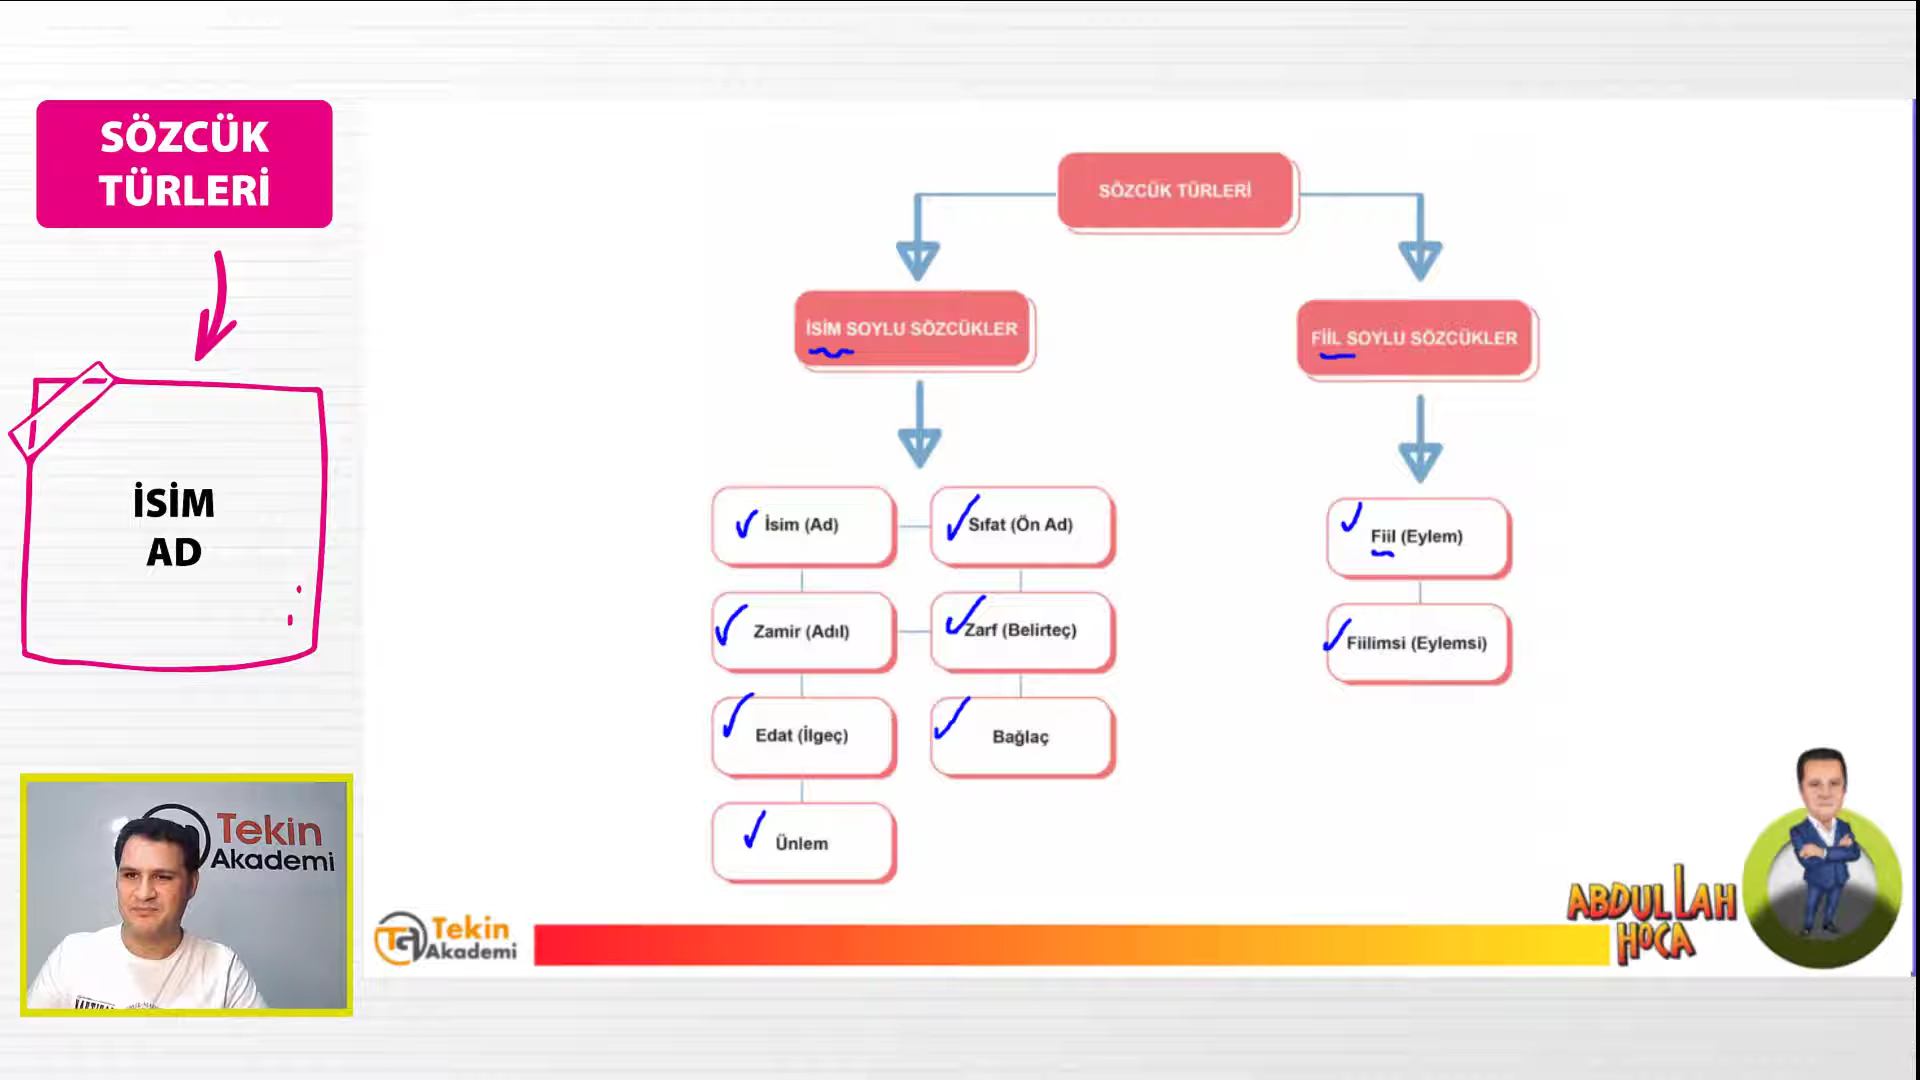 SÖZCÜK
TÜRLERİ
İSİM
AD
SÖZCÜK TÜRLERİ
İSİM SOYLU SÖZCÜKLER
FİİL SOYLU SÖZCÜKLER
İsim (Ad)
Sıfat (Ön Ad)
Zamir (Adıl)
Zarf (Belirteç)
Edat (İlgeç)
Bağlaç
Ünlem
Fiil (Eylem)
Fiilimsi (Eylemsi)
Tekin
Akademi
Tekin
Akademi
ABDULLAH
HOCA